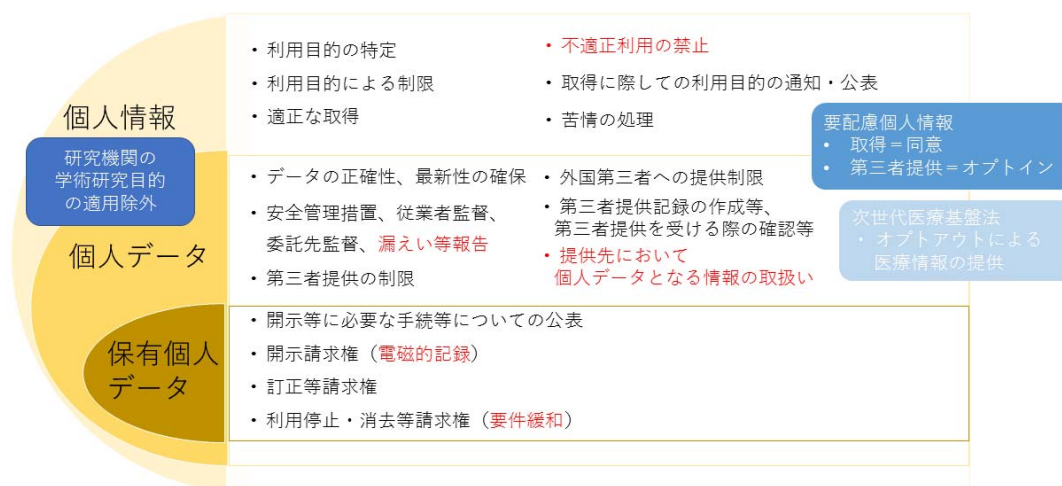 個人情報
研究機関の
学術研究目的
の適用除外
個人データ
保有個人
データ
・利用目的の特定
・利用目的による制限
・適正な取得
・不適正利用の禁止
・取得に際しての利用目的の通知・公表
・苦情の処理
要配慮個人情報
• 取得＝同意
• 第三者提供＝オプトイン
・データの正確性、最新性の確保
・安全管理措置、従業者監督、
委託先監督、漏えい等報告
・第三者提供の制限
・外国第三者への提供制限
・第三者提供記録の作成等、
第三者提供を受ける際の確認等
・提供先において
個人データとなる情報の取扱い
次世代医療基盤法
・オプトアウトによる
医療情報の提供
・開示等に必要な手続等についての公表
・開示請求権（電磁的記録）
・訂正等請求権
・利用停止・消去等請求権（要件緩和）